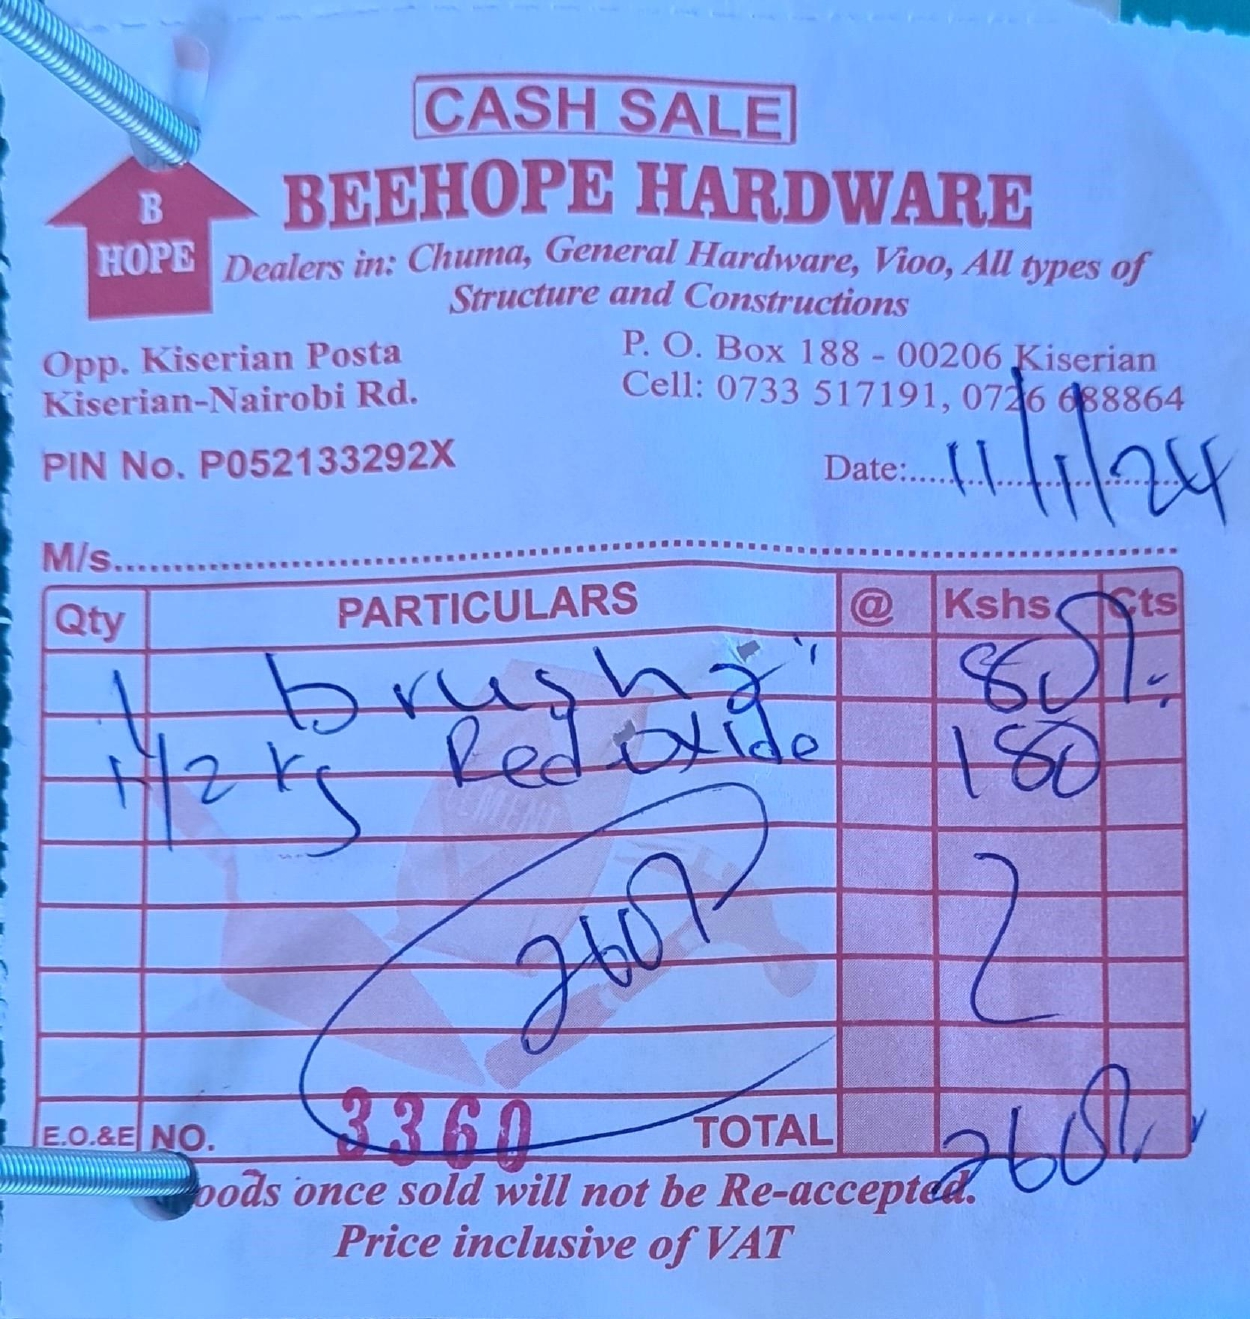 CASH SALE
BEEHOPE HARDWARE
B
HOPE
Dealers in: Chuma, General Hardware, Vioo, All types of
Structure and Constructions
Opp. Kiserian Posta
Kiserian-Nairobi Rd.
P. O. Box 188 - 00206 Kiserian
Cell: 0733 517191, 0726 688864
PIN No. P052133292X
Date: 11/1/24
M/s
Qty PARTICULARS @ Kshs Cts
1 brush 2" 80/-
1/2 kg Red oxide 180
260/
E.O.&E NO. 3360 TOTAL 260/-
oods once sold will not be Re-accepted.
Price inclusive of VAT